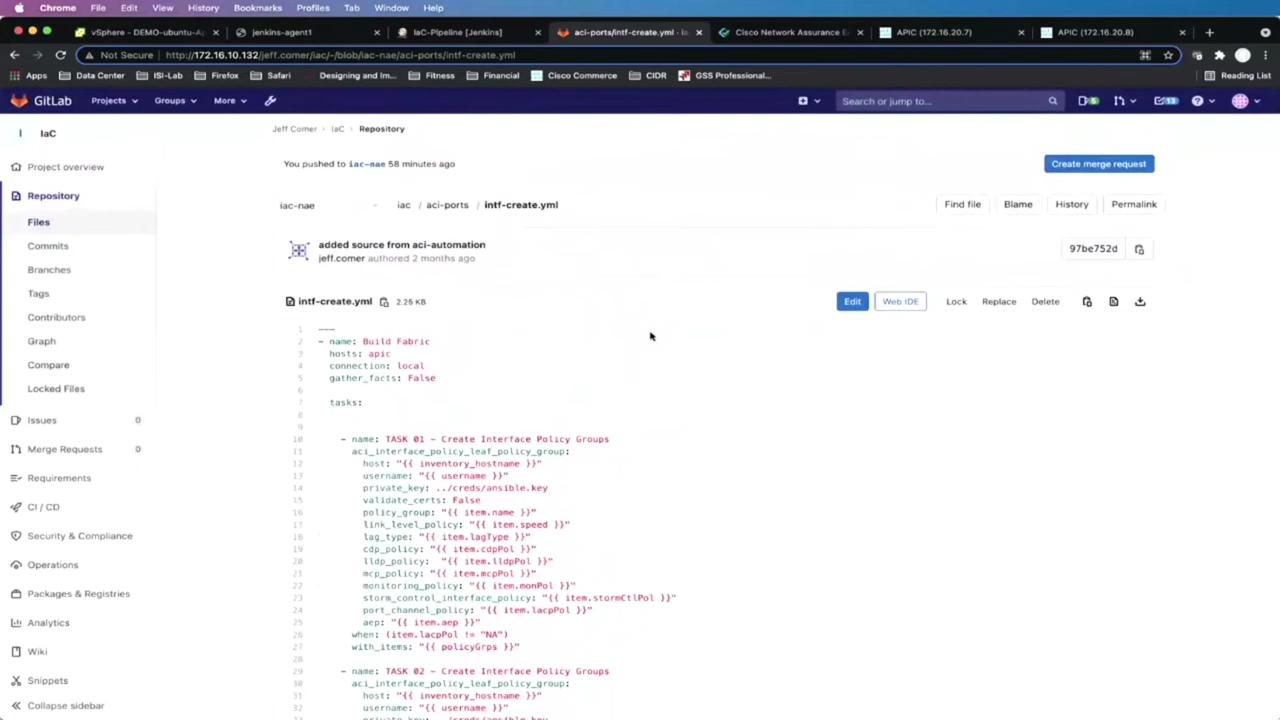 Chrome File Edit View History Bookmarks Profiles Tab Window Help
vSphere - DEMO-ubuntu-Ap jenkins-agent1 IaC-Pipeline [Jenkins] aci-ports/intf-create.yml · ia Cisco Network Assurance En APIC (172.16.20.7) APIC (172.16.20.8)
Not Secure http://172.16.10.132/jeff.comer/iac/-/blob/iac-nae/aci-ports/intf-create.yml
Apps Data Center ISI-Lab Firefox Safari Designing and Im... Fitness Financial Cisco Commerce CIDR GSS Professional... Reading List
GitLab Projects Groups More Search or jump to... 5 13
I IaC
Jeff Comer › IaC › Repository
You pushed to iac-nae 58 minutes ago Create merge request
Project overview
Repository
Files
Commits
Branches
Tags
Contributors
Graph
Compare
Locked Files
Issues 0
Merge Requests 0
Requirements
CI / CD
Security & Compliance
Operations
Packages & Registries
Analytics
Wiki
Snippets
Collapse sidebar
iac-nae iac / aci-ports / intf-create.yml Find file Blame History Permalink
added source from aci-automation
jeff.comer authored 2 months ago 97be752d
intf-create.yml 2.25 KB Edit Web IDE Lock Replace Delete
1 ---
2 - name: Build Fabric
3 hosts: apic
4 connection: local
5 gather_facts: False
6
7 tasks:
8
9
10 - name: TASK 01 - Create Interface Policy Groups
11 aci_interface_policy_leaf_policy_group:
12 host: "{{ inventory_hostname }}"
13 username: "{{ username }}"
14 private_key: ../creds/ansible.key
15 validate_certs: False
16 policy_group: "{{ item.name }}"
17 link_level_policy: "{{ item.speed }}"
18 lag_type: "{{ item.lagType }}"
19 cdp_policy: "{{ item.cdpPol }}"
20 lldp_policy: "{{ item.lldpPol }}"
21 mcp_policy: "{{ item.mcpPol }}"
22 monitoring_policy: "{{ item.monPol }}"
23 storm_control_interface_policy: "{{ item.stormCtlPol }}"
24 port_channel_policy: "{{ item.lacpPol }}"
25 aep: "{{ item.aep }}"
26 when: (item.lacpPol != "NA")
27 with_items: "{{ policyGrps }}"
28
29 - name: TASK 02 - Create Interface Policy Groups
30 aci_interface_policy_leaf_policy_group:
31 host: "{{ inventory_hostname }}"
32 username: "{{ username }}"
33 private_key: ../creds/ansible.key